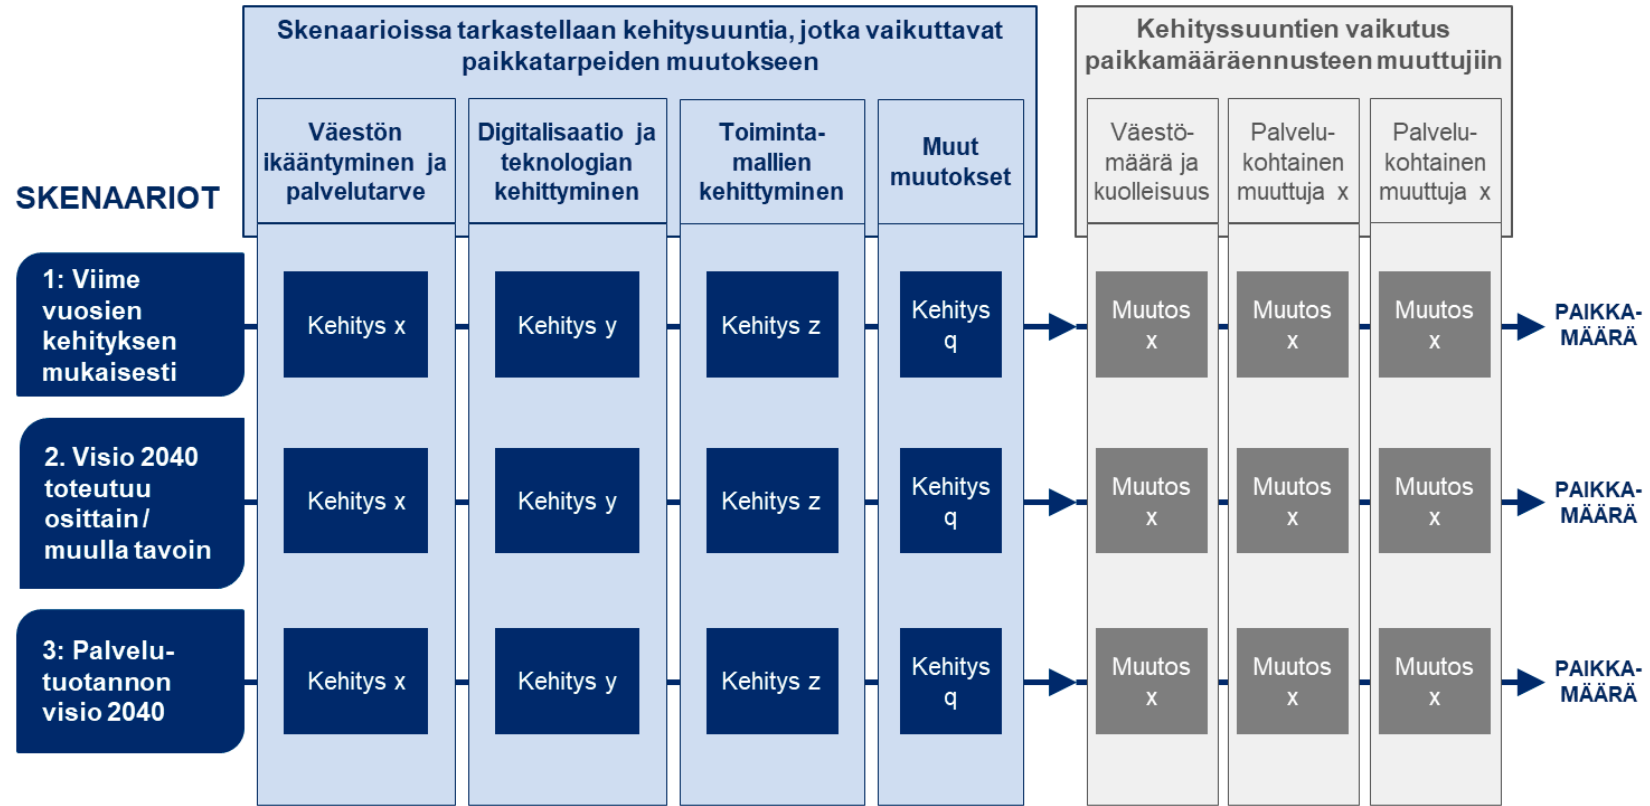 Skenaarioissa tarkastellaan kehitysuuntia, jotka vaikuttavat
paikkatarpeiden muutokseen
Kehityssuuntien vaikutus
paikkamääräennusteen muuttujiin
SKENAARIOT
Väestön
ikääntyminen ja
palvelutarve
Digitalisaatio ja
teknologian
kehittyminen
Toiminta-
mallien
kehittyminen
Muut
muutokset
Väestö-
määrä ja
kuolleisuus
Palvelu-
kohtainen
muuttuja x
Palvelu-
kohtainen
muuttuja x
1: Viime
vuosien
kehityksen
mukaisesti
Kehitys x
Kehitys y
Kehitys z
Kehitys
q
Muutos
x
Muutos
x
Muutos
x
PAIKKA-
MÄÄRÄ
2. Visio 2040
toteutuu
osittain /
muulla tavoin
Kehitys x
Kehitys y
Kehitys z
Kehitys
q
Muutos
x
Muutos
x
Muutos
x
PAIKKA-
MÄÄRÄ
3: Palvelu-
tuotannon
visio 2040
Kehitys x
Kehitys y
Kehitys z
Kehitys
q
Muutos
x
Muutos
x
Muutos
x
PAIKKA-
MÄÄRÄ